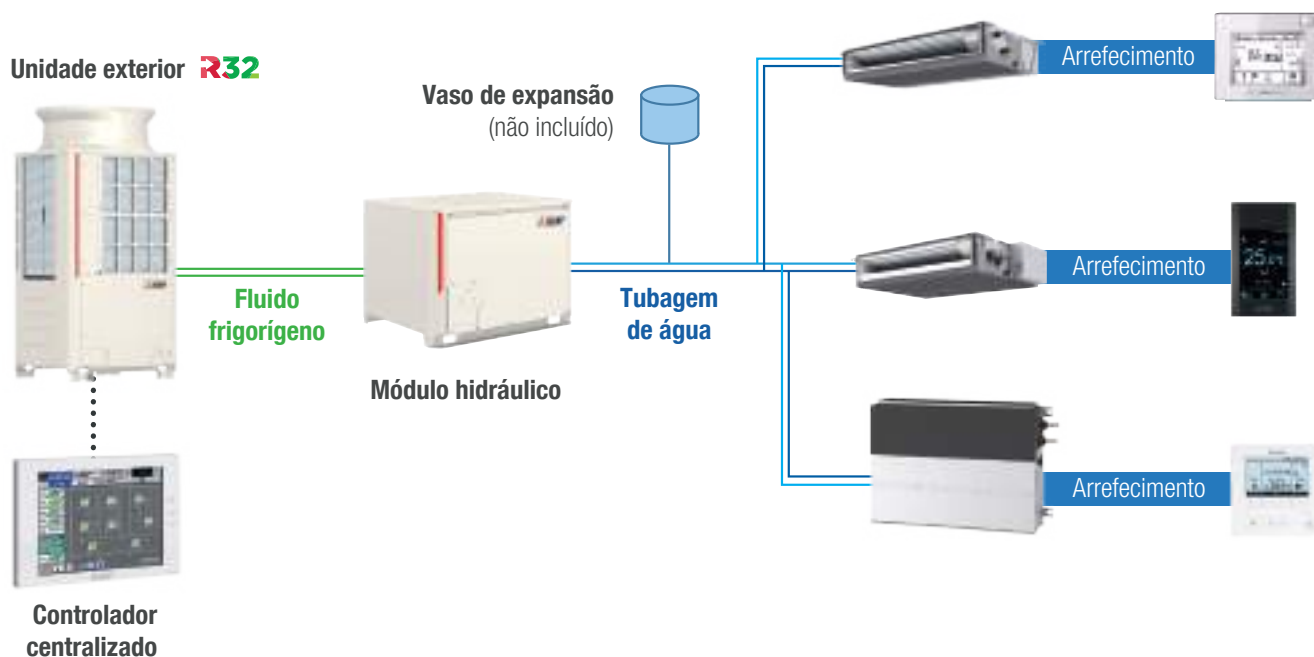 Unidade exterior R32
Vaso de expansão
(não incluído)
Arrefecimento
Fluido
frigorígeno
Tubagem
de água
Arrefecimento
Módulo hidráulico
Arrefecimento
Controlador
centralizado